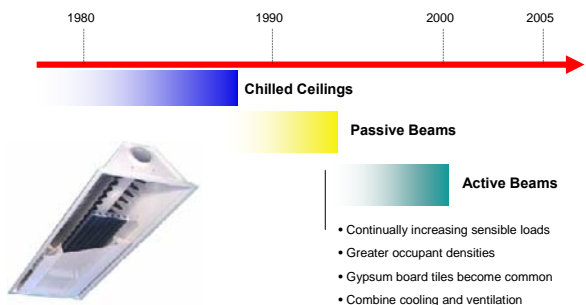 1980 1990 2000 2005
Chilled Ceilings
Passive Beams
Active Beams
• Continually increasing sensible loads
• Greater occupant densities
• Gypsum board tiles become common
• Combine cooling and ventilation